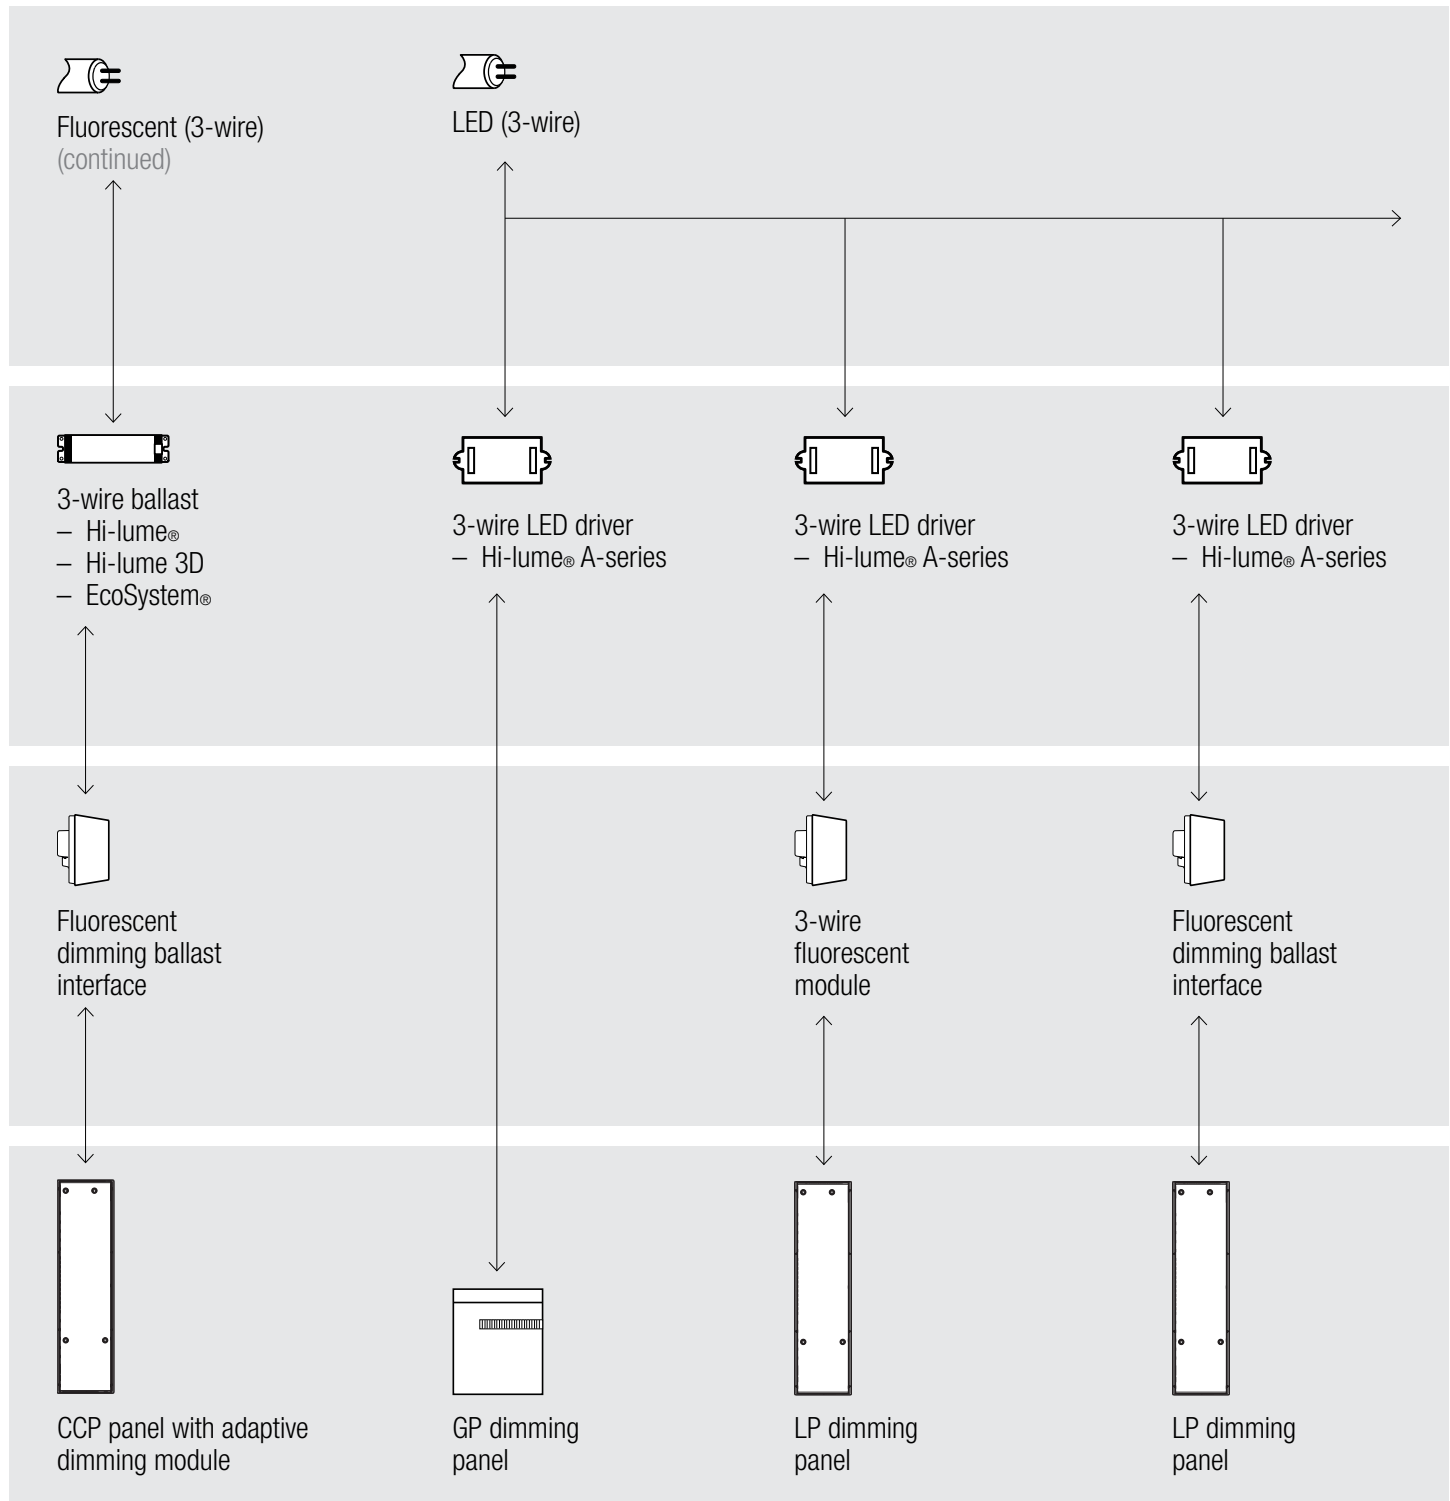 Fluorescent (3-wire)
(continued)
LED (3-wire)
3-wire ballast
– Hi-lume®
– Hi-lume 3D
– EcoSystem®
3-wire LED driver
– Hi-lume® A-series
3-wire LED driver
– Hi-lume® A-series
3-wire LED driver
– Hi-lume® A-series
Fluorescent
dimming ballast
interface
3-wire
fluorescent
module
Fluorescent
dimming ballast
interface
CCP panel with adaptive
dimming module
GP dimming
panel
LP dimming
panel
LP dimming
panel